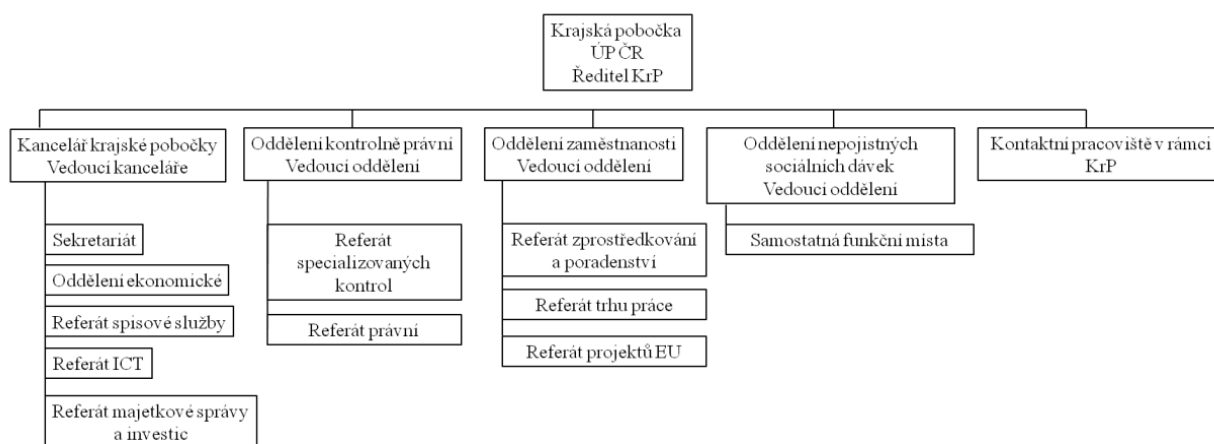 Krajská pobočka
ÚP ČR
Ředitel KrP
Kancelář krajské pobočky
Vedoucí kanceláře
Oddělení kontrolně právní
Vedoucí oddělení
Oddělení zaměstnanosti
Vedoucí oddělení
Oddělení nepojistných
sociálních dávek
Vedoucí oddělení
Kontaktní pracoviště v rámci
KrP
Sekretariát
Oddělení ekonomické
Referát spisové služby
Referát ICT
Referát majetkové správy
a investic
Referát
specializovaných
kontrol
Referát právní
Referát zprostředkování
a poradenství
Referát trhu práce
Referát projektů EU
Samostatná funkční místa